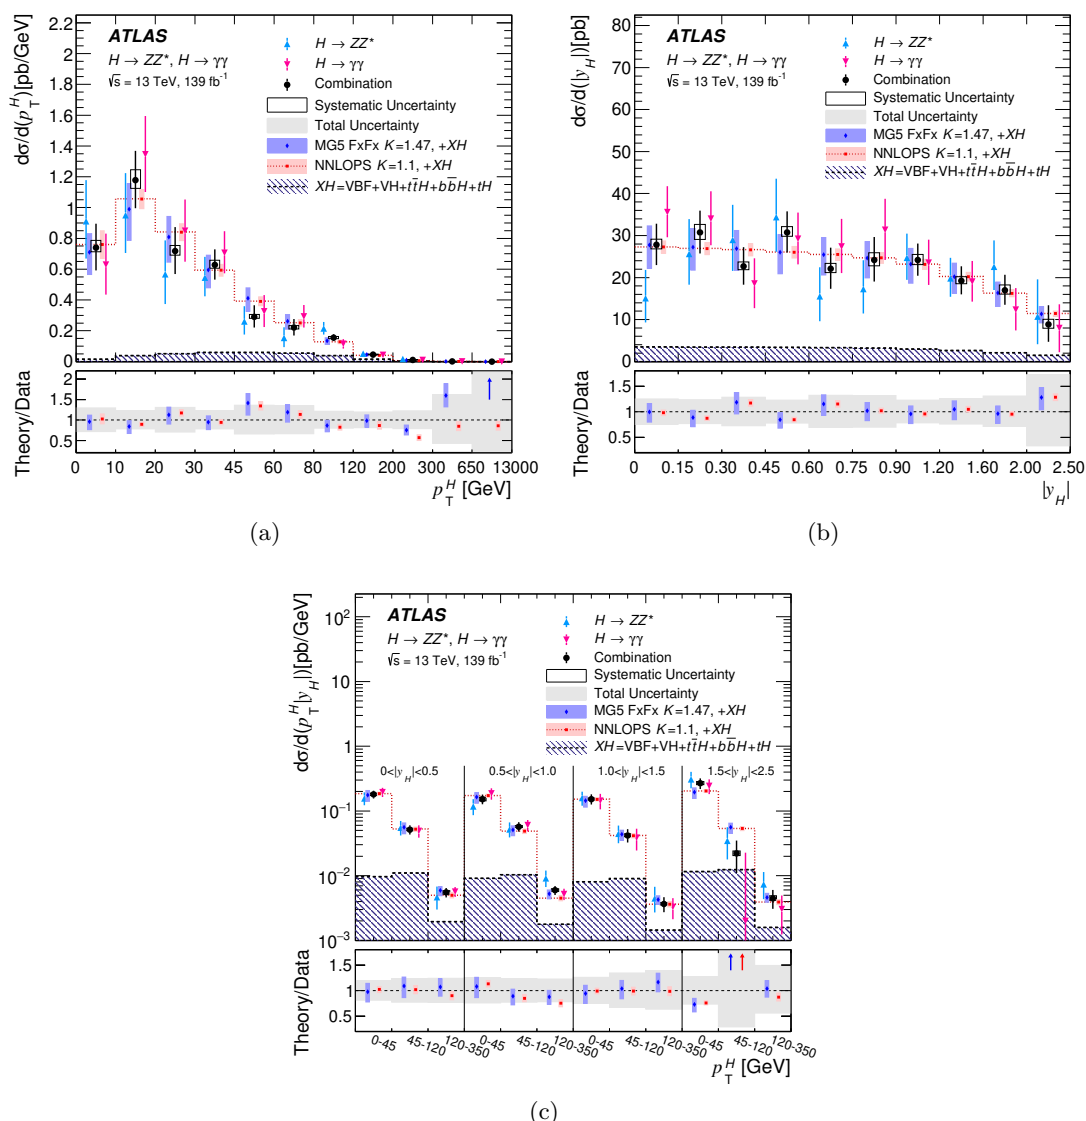 ATLAS
H → ZZ*, H → γγ
√s = 13 TeV, 139 fb⁻¹
H → ZZ*
H → γγ
Combination
Systematic Uncertainty
Total Uncertainty
MG5 FxFx K=1.47, +XH
NNLOPS K=1.1, +XH
XH=VBF+VH+tt̄H+bb̄H+tH
dσ/d(p_T^H) [pb/GeV]
2.2
2
1.8
1.6
1.4
1.2
1
0.8
0.6
0.4
0.2
0
Theory/Data
2
1.5
1
0.5
0 10 20 30 45 60 80 120 200 300 650 13000
p_T^H [GeV]
(a)
ATLAS
H → ZZ*, H → γγ
√s = 13 TeV, 139 fb⁻¹
H → ZZ*
H → γγ
Combination
Systematic Uncertainty
Total Uncertainty
MG5 FxFx K=1.47, +XH
NNLOPS K=1.1, +XH
XH=VBF+VH+tt̄H+bb̄H+tH
dσ/d(|y_H|) [pb]
80
70
60
50
40
30
20
10
0
Theory/Data
1.5
1
0.5
0 0.15 0.30 0.45 0.60 0.75 0.90 1.20 1.60 2.00 2.50
|y_H|
(b)
ATLAS
H → ZZ*, H → γγ
√s = 13 TeV, 139 fb⁻¹
H → ZZ*
H → γγ
Combination
Systematic Uncertainty
Total Uncertainty
MG5 FxFx K=1.47, +XH
NNLOPS K=1.1, +XH
XH=VBF+VH+tt̄H+bb̄H+tH
dσ/d(p_T^H|y_H|) [pb/GeV]
10²
10
1
10⁻¹
10⁻²
10⁻³
0<|y_H|<0.5 0.5<|y_H|<1.0 1.0<|y_H|<1.5 1.5<|y_H|<2.5
Theory/Data
1.5
1
0.5
0-45 45-120 120-350 0-45 45-120 120-350 0-45 45-120 120-350 0-45 45-120 120-350
p_T^H [GeV]
(c)